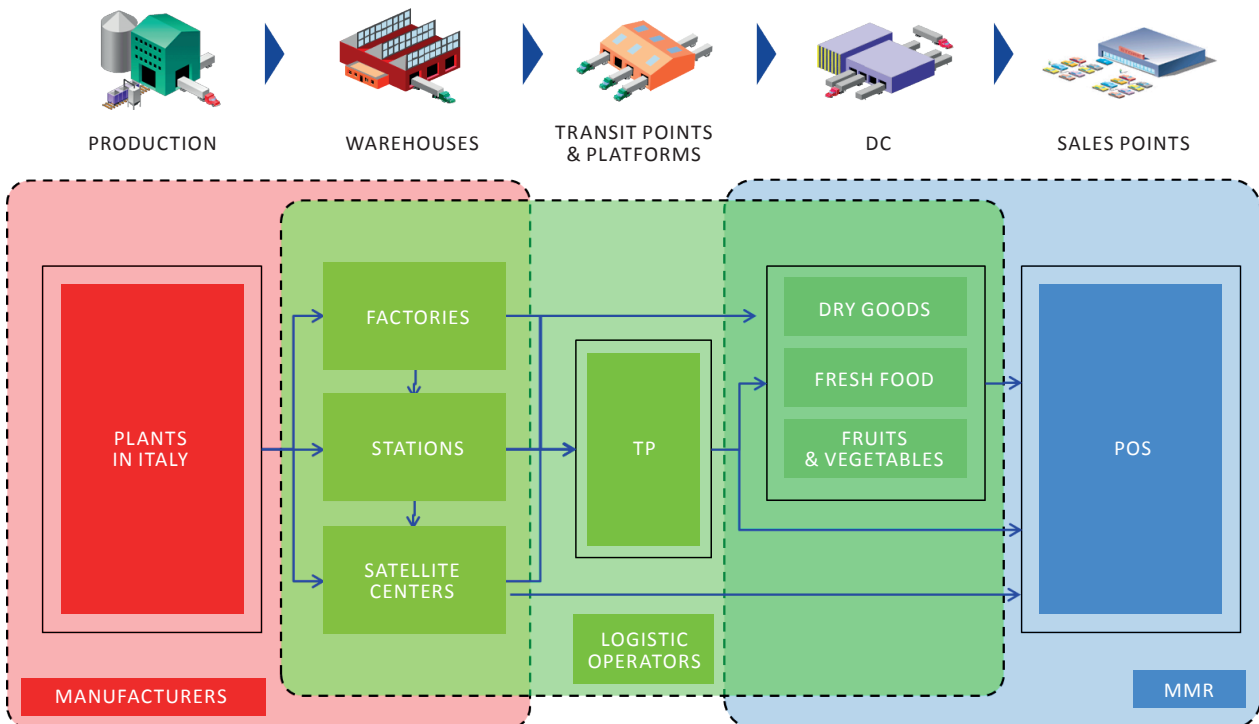 PRODUCTION
WAREHOUSES
TRANSIT POINTS
& PLATFORMS
DC
SALES POINTS
PLANTS
IN ITALY
FACTORIES
STATIONS
SATELLITE
CENTERS
TP
DRY GOODS
FRESH FOOD
FRUITS
& VEGETABLES
POS
LOGISTIC
OPERATORS
MANUFACTURERS
MMR